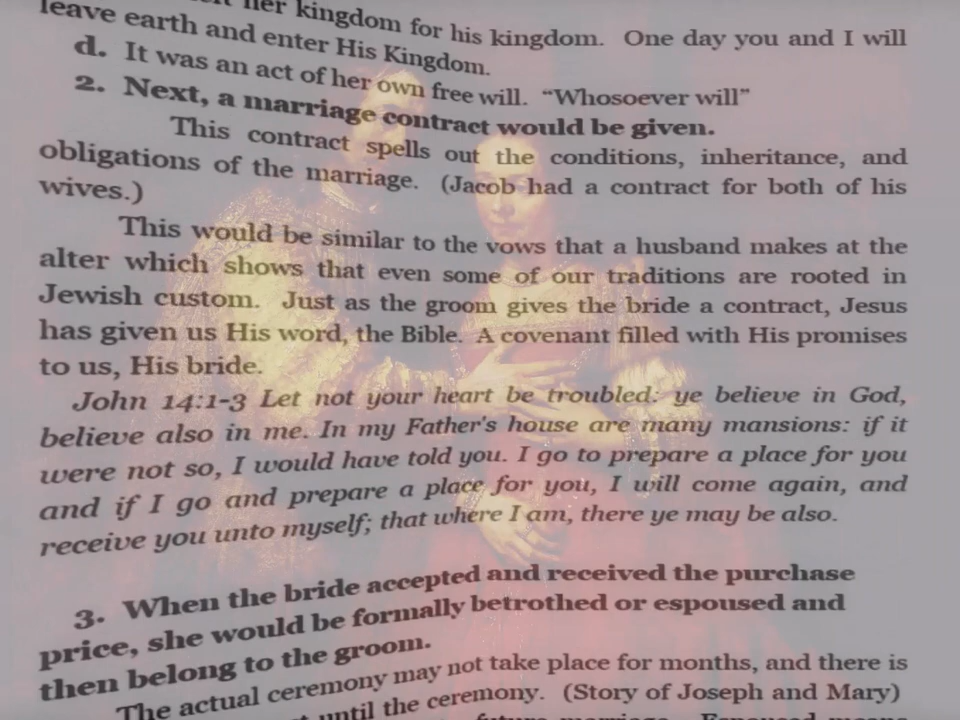 her kingdom for his kingdom. One day you and I will
leave earth and enter His Kingdom.
d. It was an act of her own free will. “Whosoever will”
2. Next, a marriage contract would be given.
This contract spells out the conditions, inheritance, and
obligations of the marriage. (Jacob had a contract for both of his
wives.)
This would be similar to the vows that a husband makes at the
alter which shows that even some of our traditions are rooted in
Jewish custom. Just as the groom gives the bride a contract, Jesus
has given us His word, the Bible. A covenant filled with His promises
to us, His bride.
John 14:1-3 Let not your heart be troubled: ye believe in God,
believe also in me. In my Father's house are many mansions: if it
were not so, I would have told you. I go to prepare a place for you
and if I go and prepare a place for you, I will come again, and
receive you unto myself; that where I am, there ye may be also.
3. When the bride accepted and received the purchase
price, she would be formally betrothed or espoused and
then belong to the groom.
The actual ceremony may not take place for months, and there is
until the ceremony. (Story of Joseph and Mary)
future marriage. Espoused means